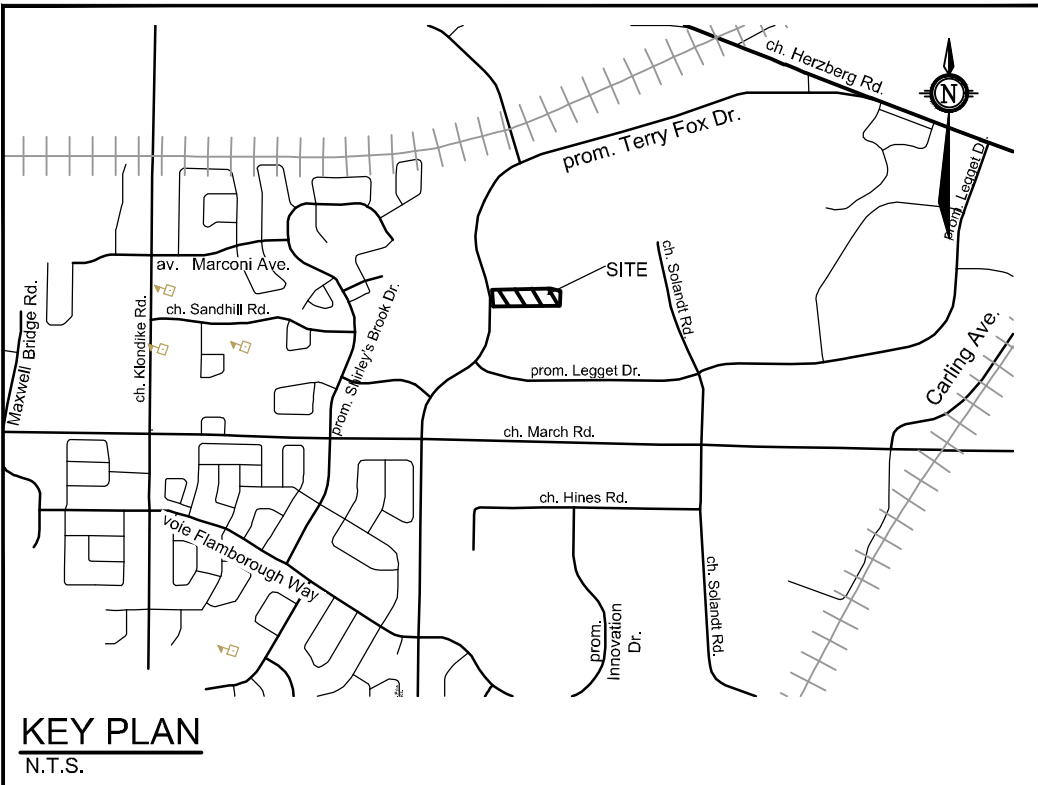 ch. Herzberg Rd.
N
prom. Terry Fox Dr.
prom. Legget Dr.
av. Marconi Ave.
SITE
ch. Solandt Rd
ch. Sandhill Rd.
Maxwell Bridge Rd.
ch. Klondike Rd.
prom. Shirley's Brook Dr.
prom. Legget Dr.
Carling Ave.
ch. March Rd.
ch. Hines Rd.
voie Flamborough Way
ch. Solandt Rd.
prom.
Innovation
Dr.
KEY PLAN
N.T.S.